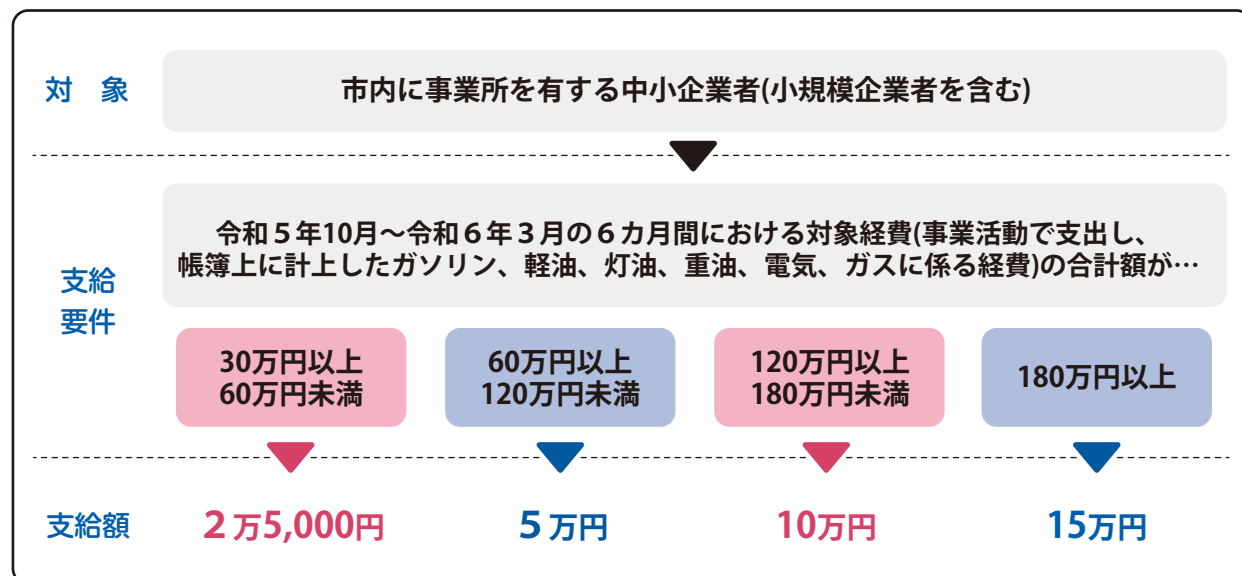 対　象
市内に事業所を有する中小企業者(小規模企業者を含む)
支給
要件
令和５年10月～令和６年３月の６カ月間における対象経費(事業活動で支出し、
帳簿上に計上したガソリン、軽油、灯油、重油、電気、ガスに係る経費)の合計額が…
30万円以上
60万円未満
60万円以上
120万円未満
120万円以上
180万円未満
180万円以上
支給額
２万5,000円
５万円
10万円
15万円